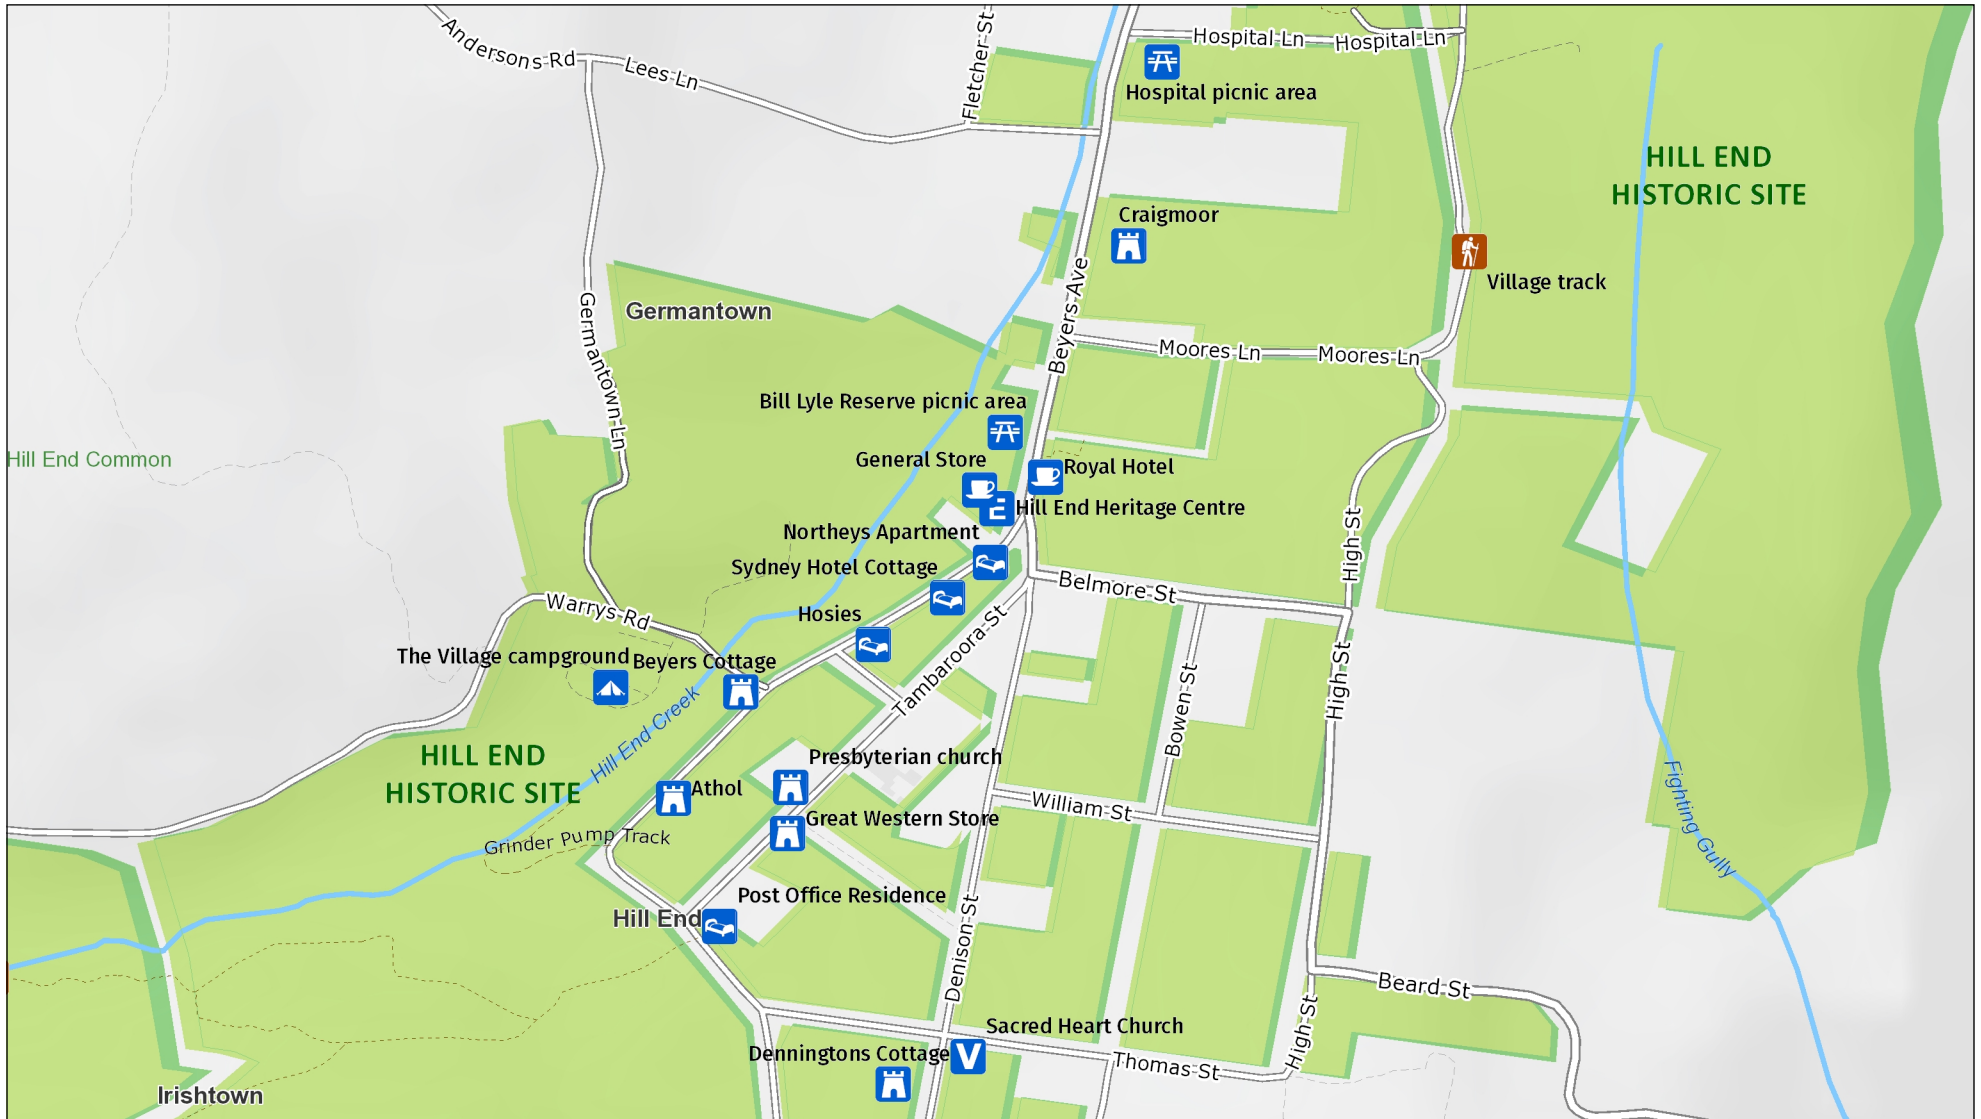 Andersons Rd
Lees Ln
Fletcher St
Hospital Ln
Hospital Ln
Hospital picnic area
HILL END
HISTORIC SITE
Craigmoor
Village track
Beyers Ave
Germantown
Germantown Ln
Moores Ln
Moores Ln
Bill Lyle Reserve picnic area
General Store
Royal Hotel
Hill End Common
E
Hill End Heritage Centre
Northeys Apartment
Sydney Hotel Cottage
High St
Belmore St
Warrys Rd
Hosies
The Village campground
Beyers Cottage
Tambaroora St
High St
Bowen St
Hill End Creek
HILL END
HISTORIC SITE
Presbyterian church
Athol
William St
Great Western Store
Fighting Gully
Grinder Pump Track
Post Office Residence
Hill End
Denison St
Beard St
High St
Sacred Heart Church
Denningtons Cottage
V
Thomas St
Irishtown